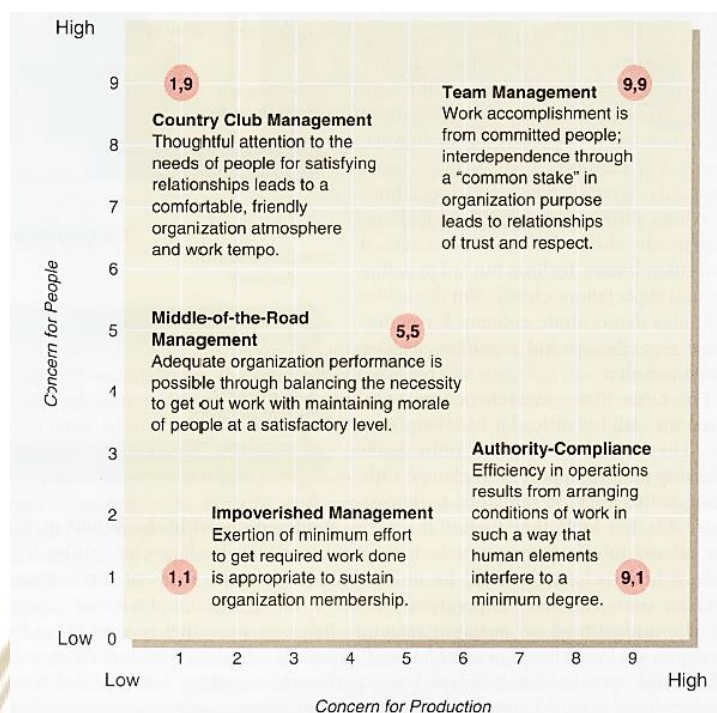 High
9
8
7
6
5
4
3
2
1
Low 0
Concern for People
1,9
Country Club Management
Thoughtful attention to the
needs of people for satisfying
relationships leads to a
comfortable, friendly
organization atmosphere
and work tempo.
9,9
Team Management
Work accomplishment is
from committed people;
interdependence through
a “common stake” in
organization purpose
leads to relationships
of trust and respect.
Middle-of-the-Road
Management
5,5
Adequate organization performance is
possible through balancing the necessity
to get out work with maintaining morale
of people at a satisfactory level.
Impoverished Management
Exertion of minimum effort
to get required work done
is appropriate to sustain
organization membership.
1,1
Authority-Compliance
Efficiency in operations
results from arranging
conditions of work in
such a way that
human elements
interfere to a
minimum degree.
9,1
1 2 3 4 5 6 7 8 9
Low High
Concern for Production